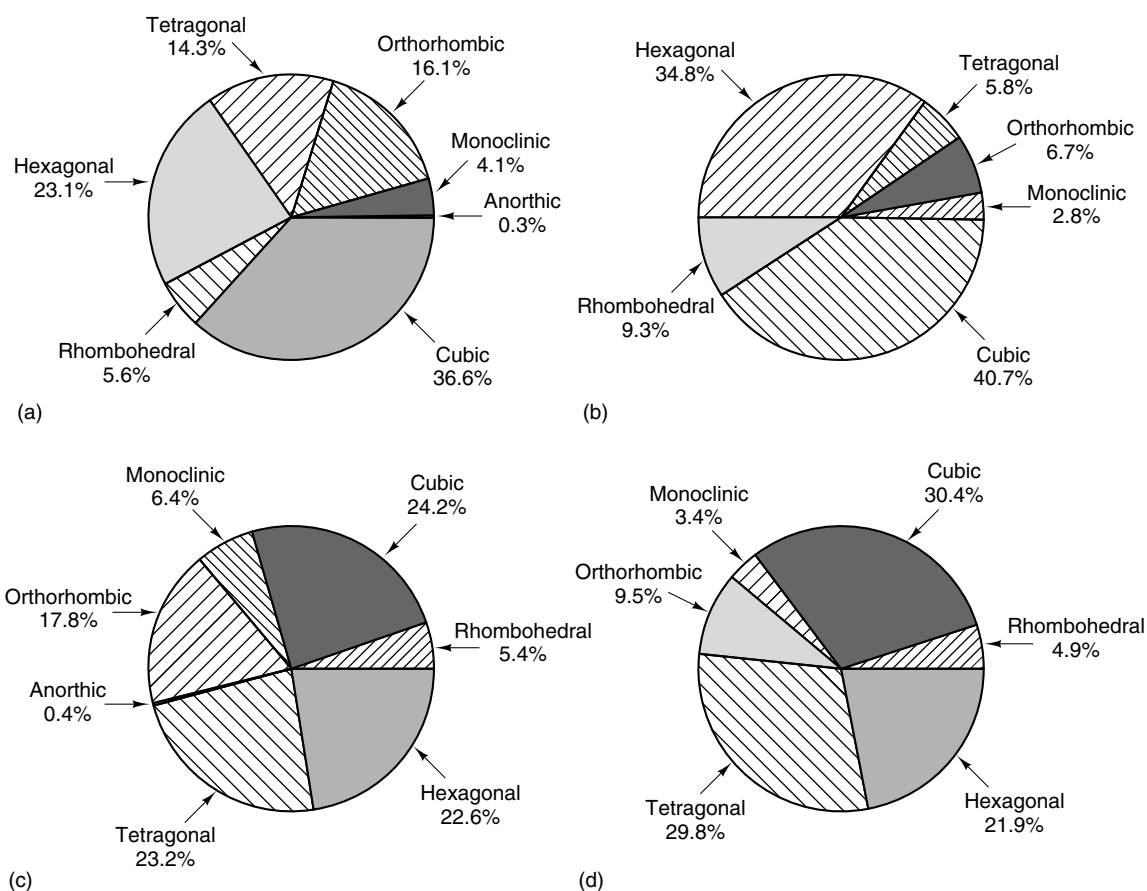 Tetragonal
14.3%
Orthorhombic
16.1%
Monoclinic
4.1%
Anorthic
0.3%
Hexagonal
23.1%
Rhombohedral
5.6%
Cubic
36.6%
(a)
Hexagonal
34.8%
Tetragonal
5.8%
Orthorhombic
6.7%
Monoclinic
2.8%
Rhombohedral
9.3%
Cubic
40.7%
(b)
Monoclinic
6.4%
Cubic
24.2%
Orthorhombic
17.8%
Rhombohedral
5.4%
Anorthic
0.4%
Tetragonal
23.2%
Hexagonal
22.6%
(c)
Cubic
30.4%
Monoclinic
3.4%
Orthorhombic
9.5%
Rhombohedral
4.9%
Tetragonal
29.8%
Hexagonal
21.9%
(d)